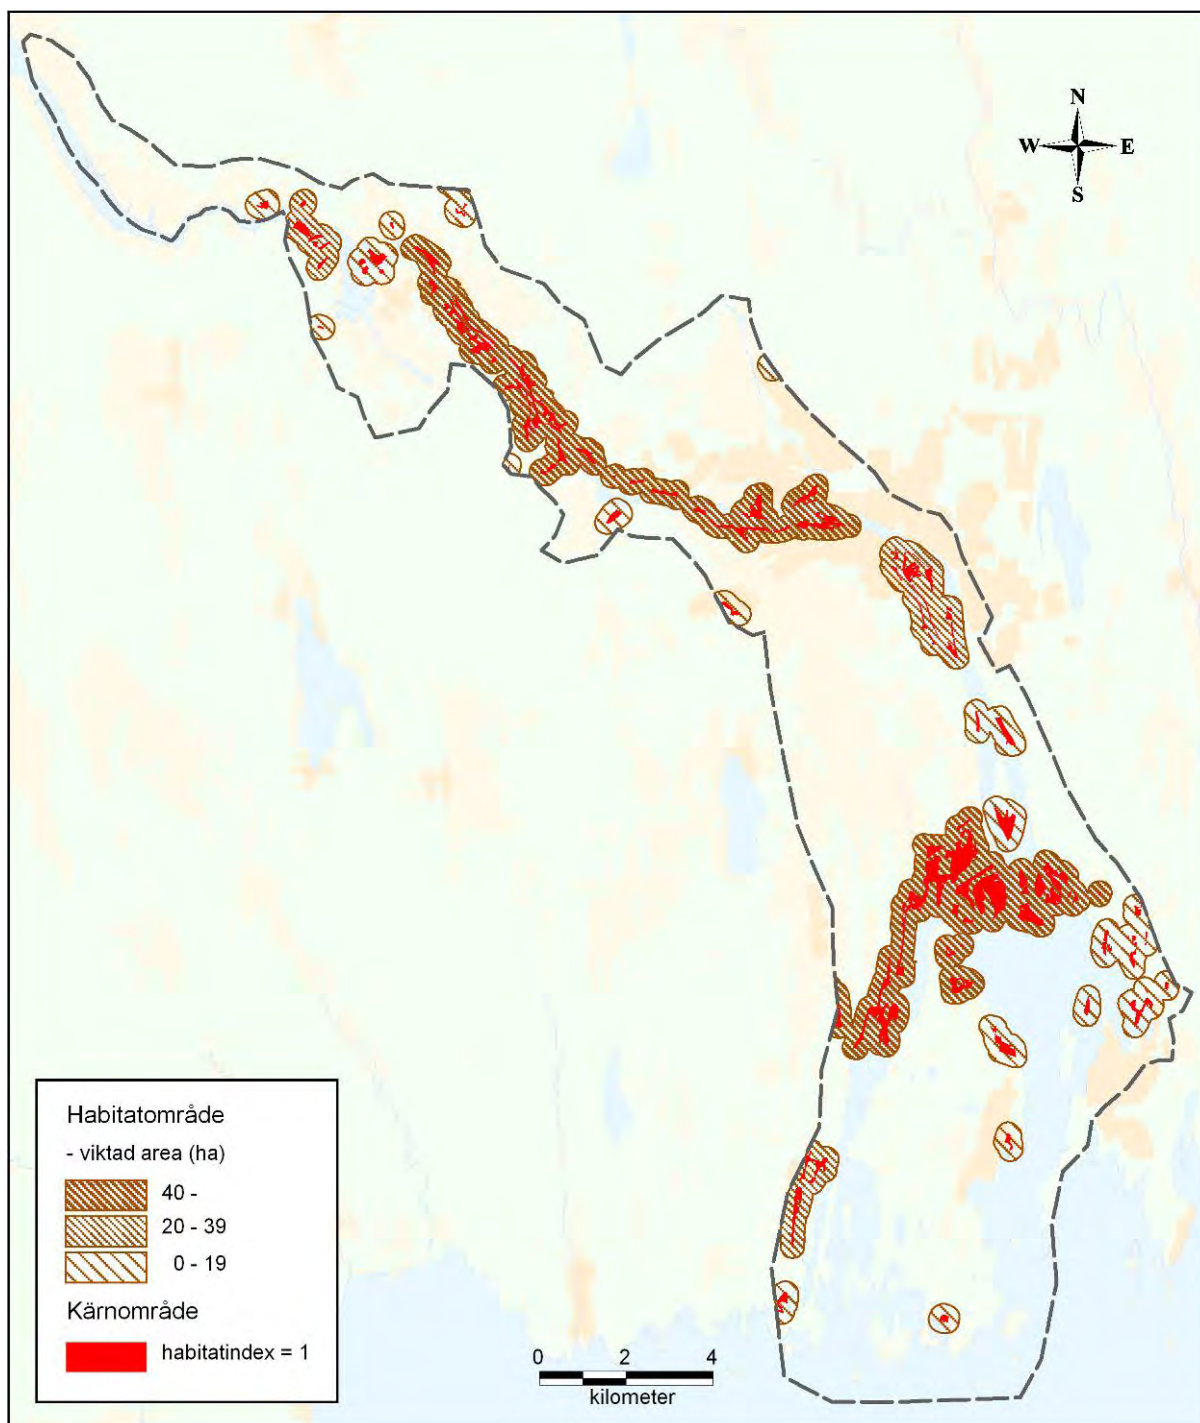 N
W E
S
Habitatområde
- viktad area (ha)
40 -
20 - 39
0 - 19
Kärnområde
habitatindex = 1
0 2 4
kilometer